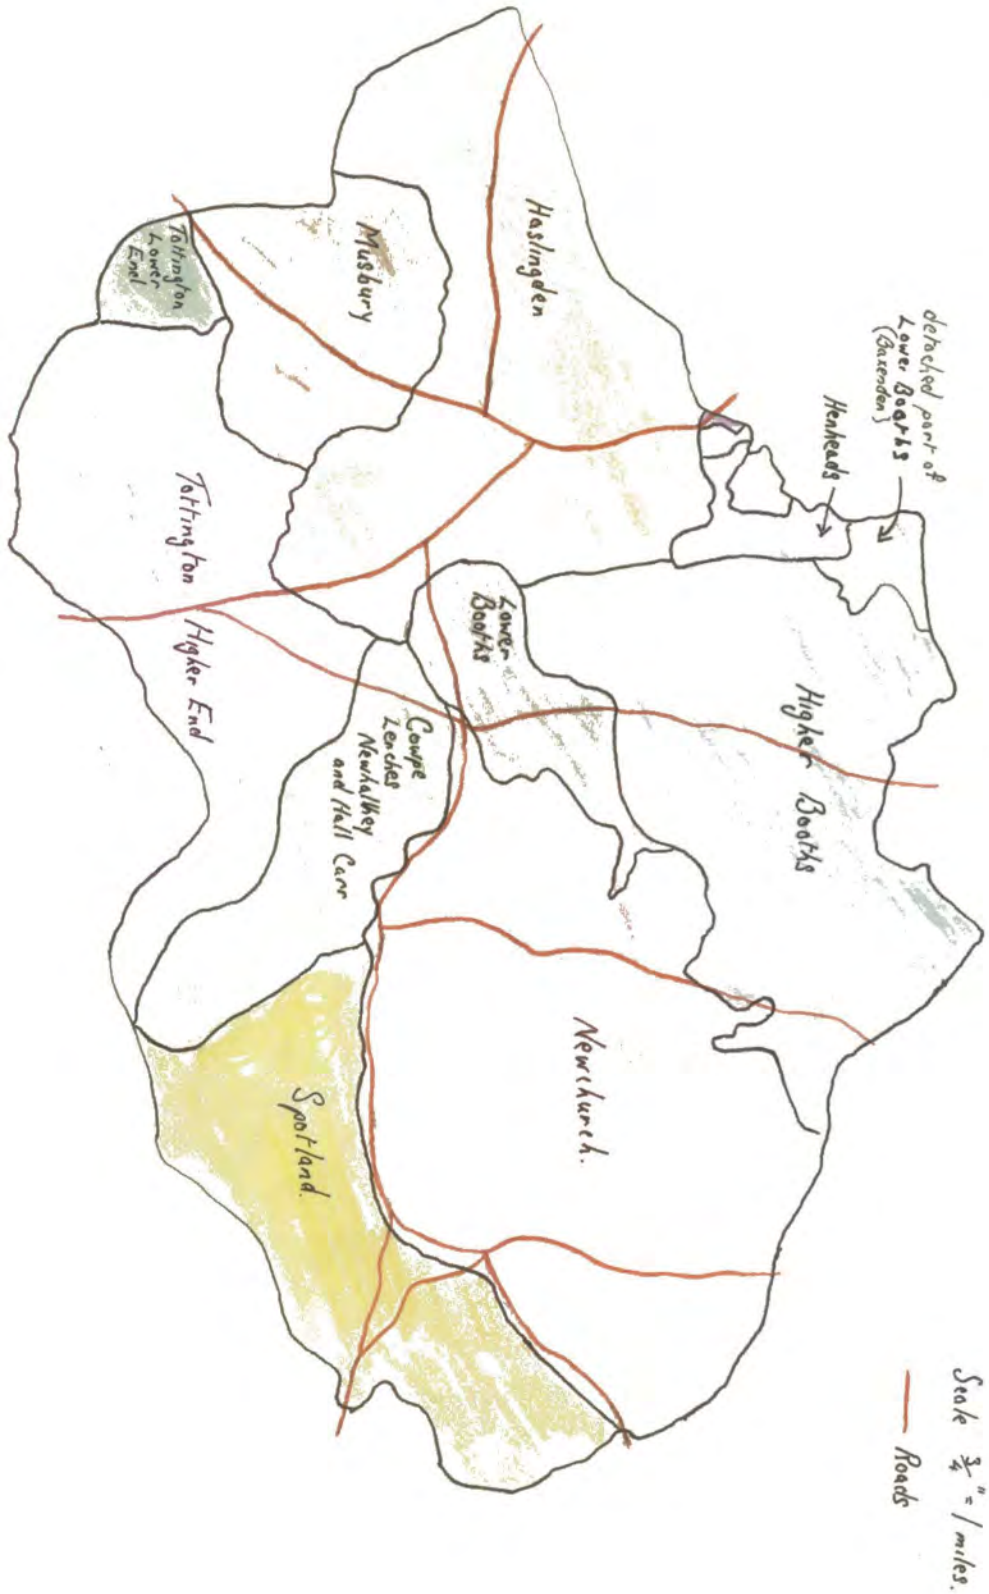 detached part of
Lower Booths
(Baxenden)
Henheads
Haslingden
Musbury
Tottington
Lower
End
Tottington Higher End
Lower
Booths
Higher Booths
Cowpe
Lenches
Newhallhey
and Hall Carr
Newchurch.
Spotland.
Scale 3/4" = 1 miles.
Roads